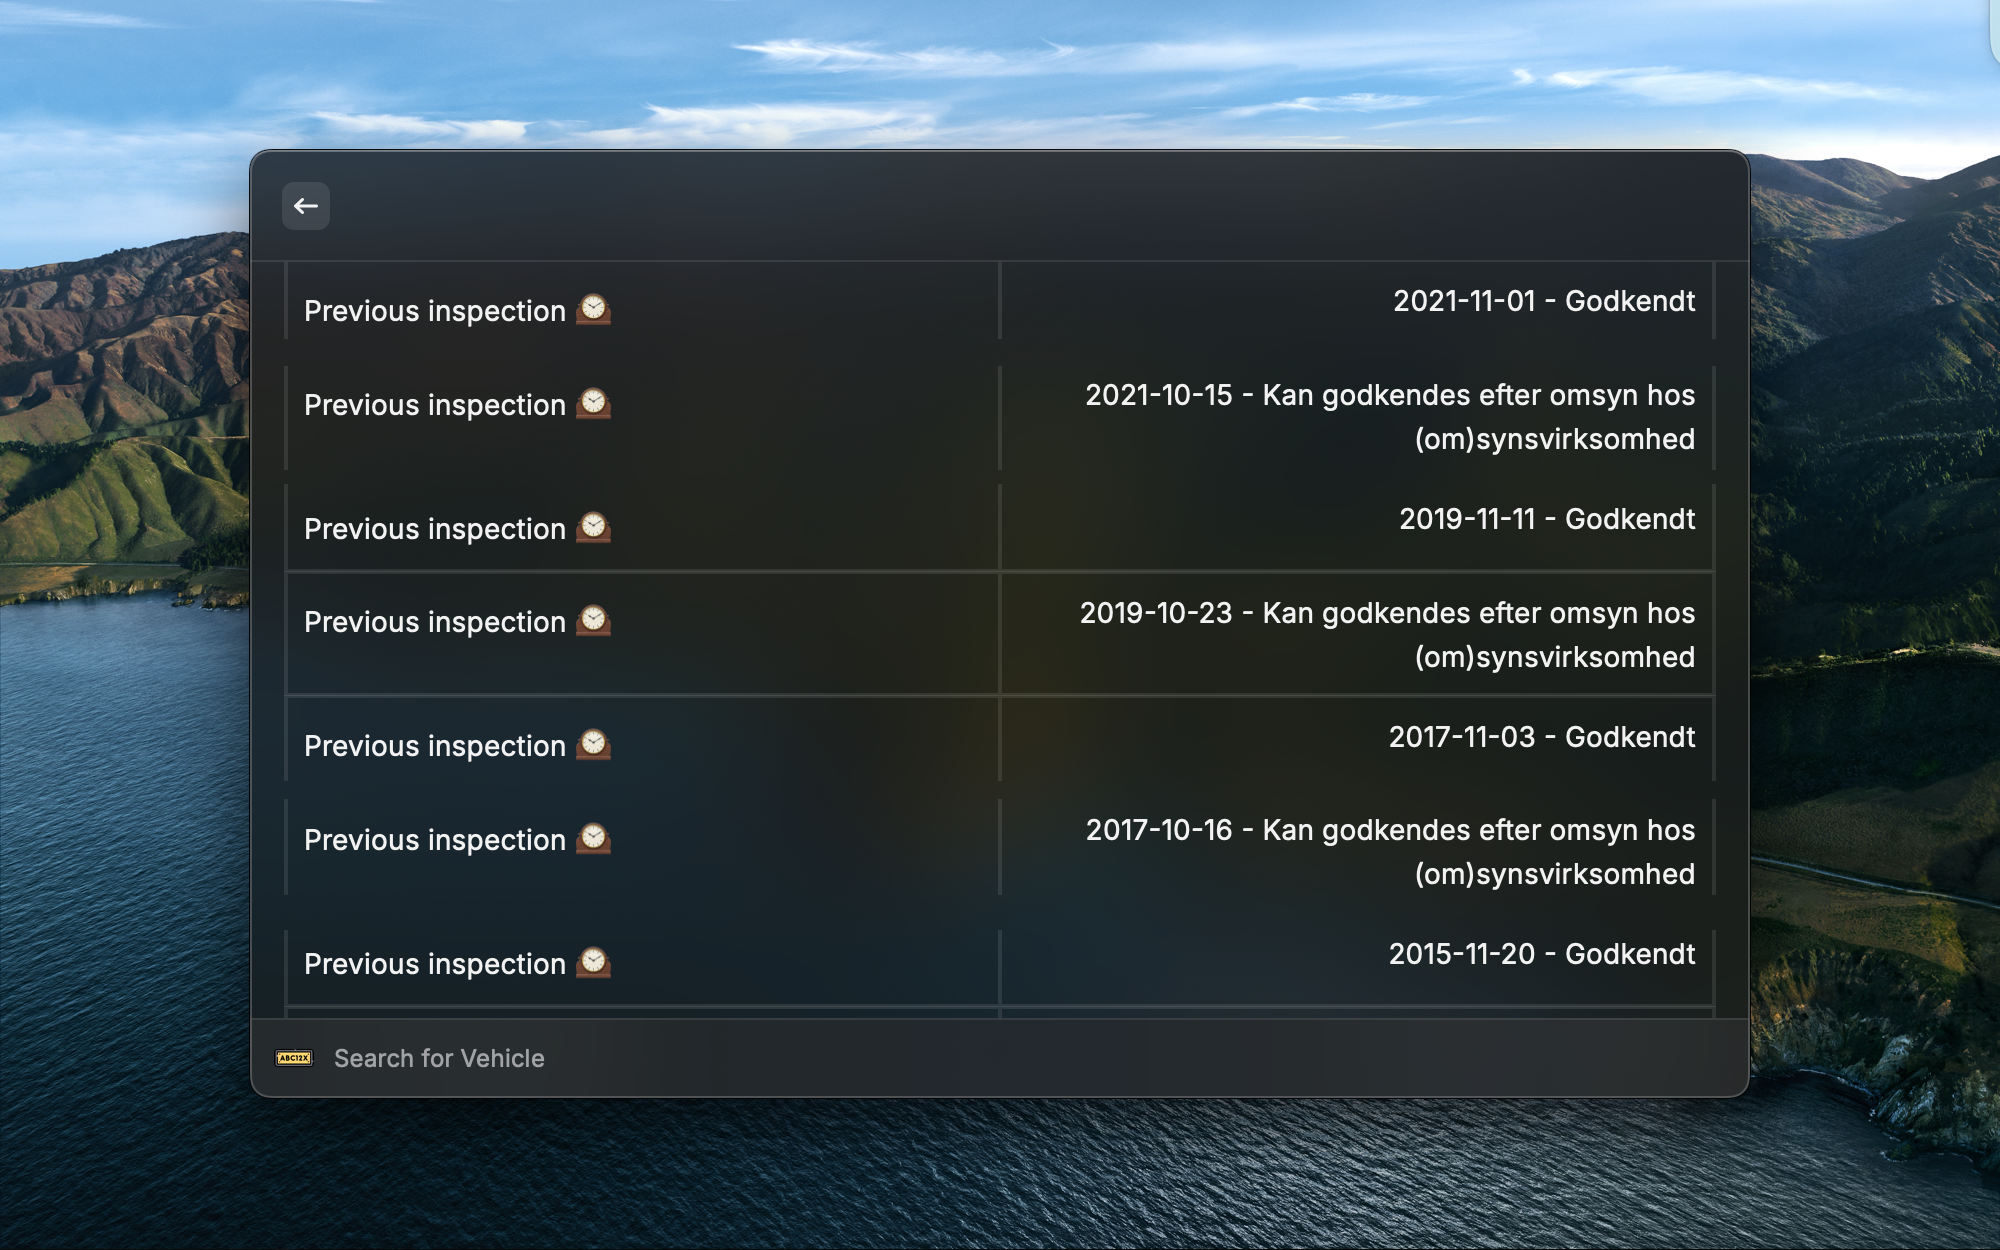 Previous inspection 🕰️ 2021-11-01 - Godkendt
Previous inspection 🕰️ 2021-10-15 - Kan godkendes efter omsyn hos
(om)synsvirksomhed
Previous inspection 🕰️ 2019-11-11 - Godkendt
Previous inspection 🕰️ 2019-10-23 - Kan godkendes efter omsyn hos
(om)synsvirksomhed
Previous inspection 🕰️ 2017-11-03 - Godkendt
Previous inspection 🕰️ 2017-10-16 - Kan godkendes efter omsyn hos
(om)synsvirksomhed
Previous inspection 🕰️ 2015-11-20 - Godkendt
ABC12X Search for Vehicle